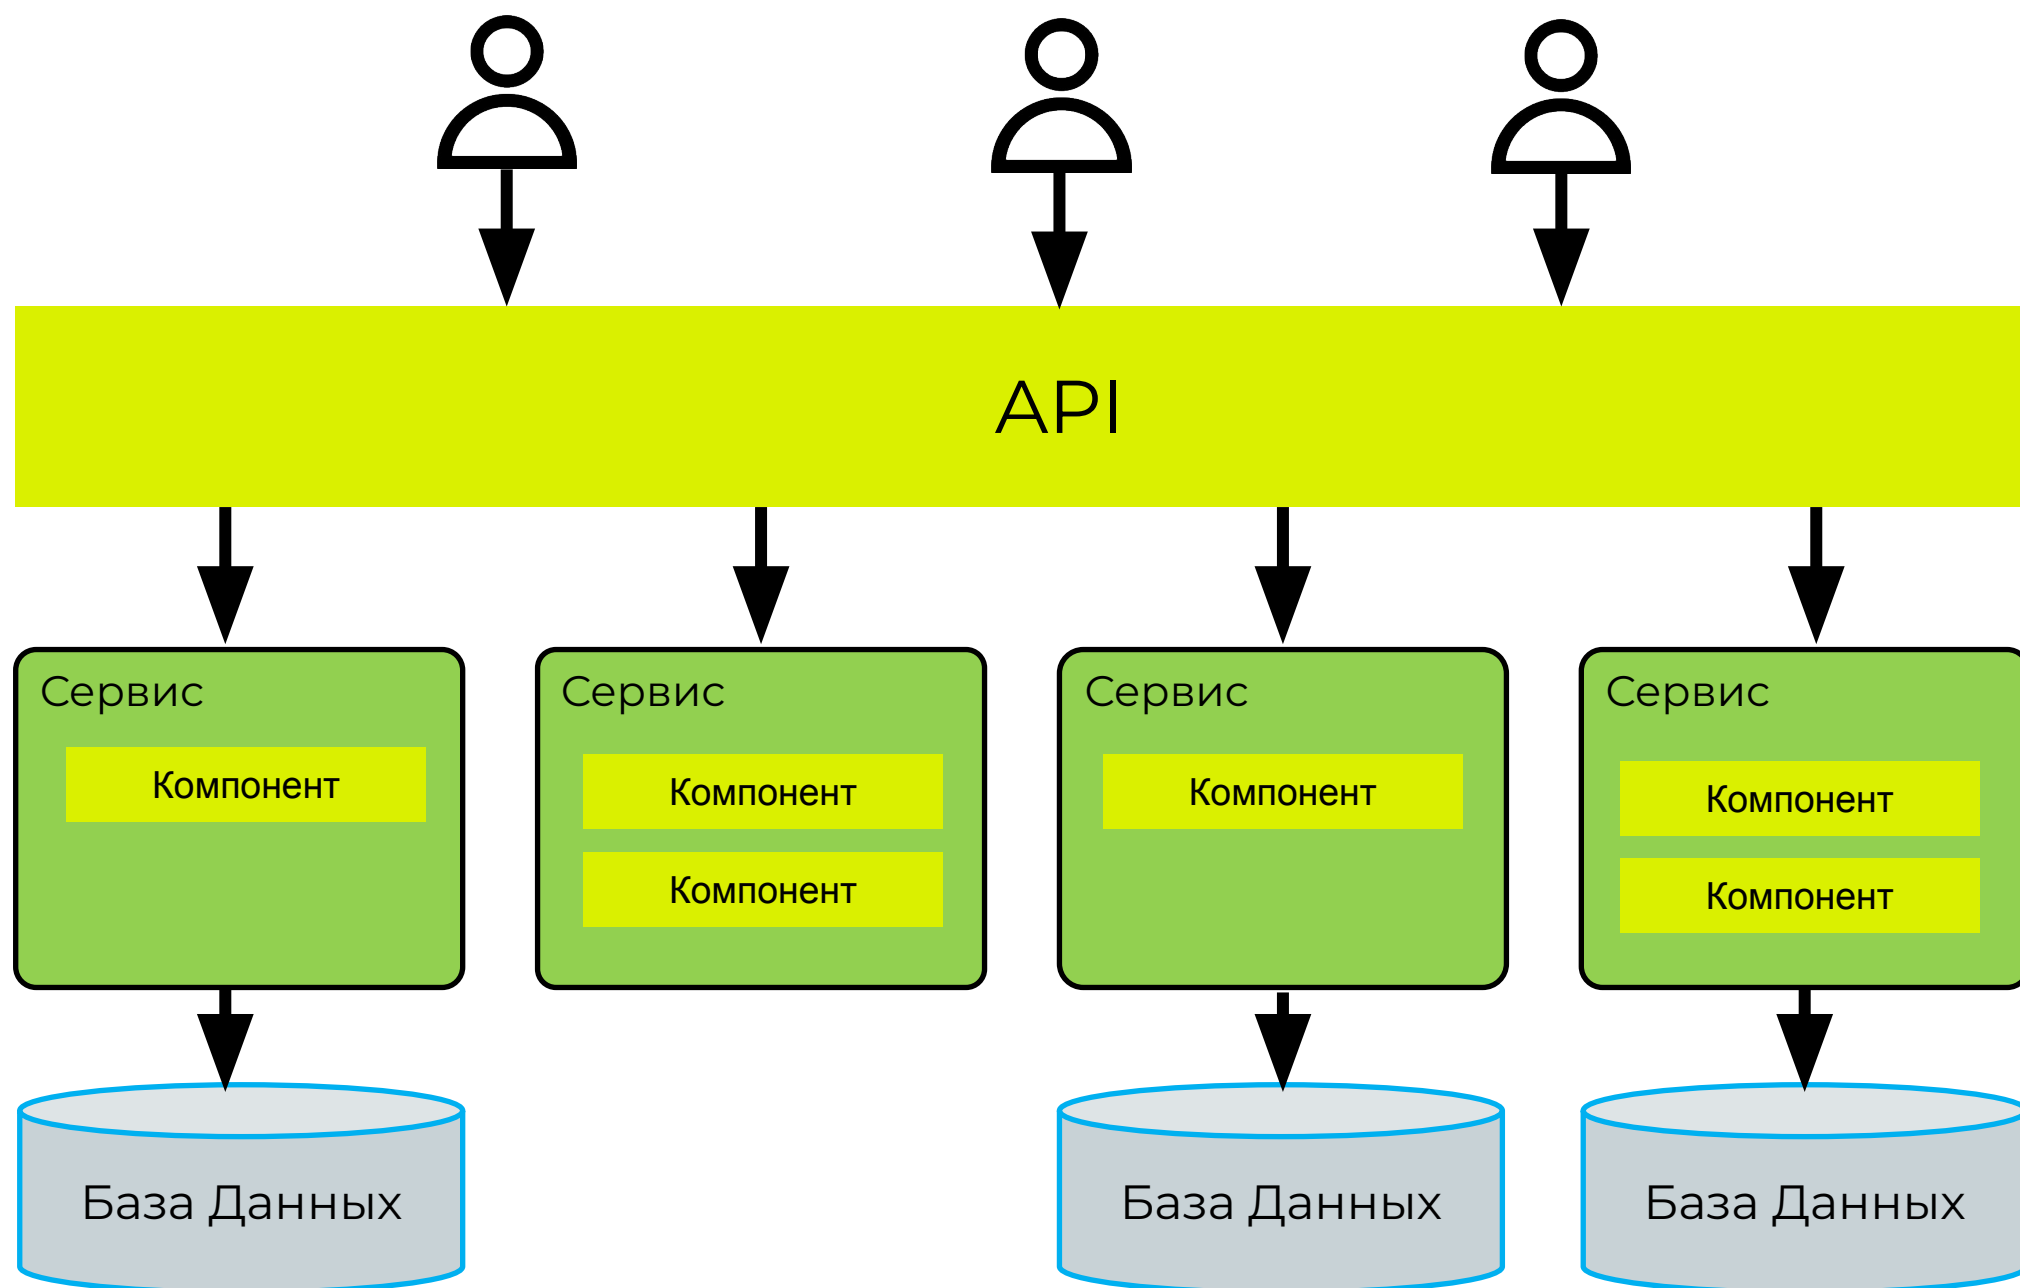 API
Сервис
Сервис
Сервис
Сервис
Компонент
Компонент
Компонент
Компонент
Компонент
Компонент
База Данных
База Данных
База Данных